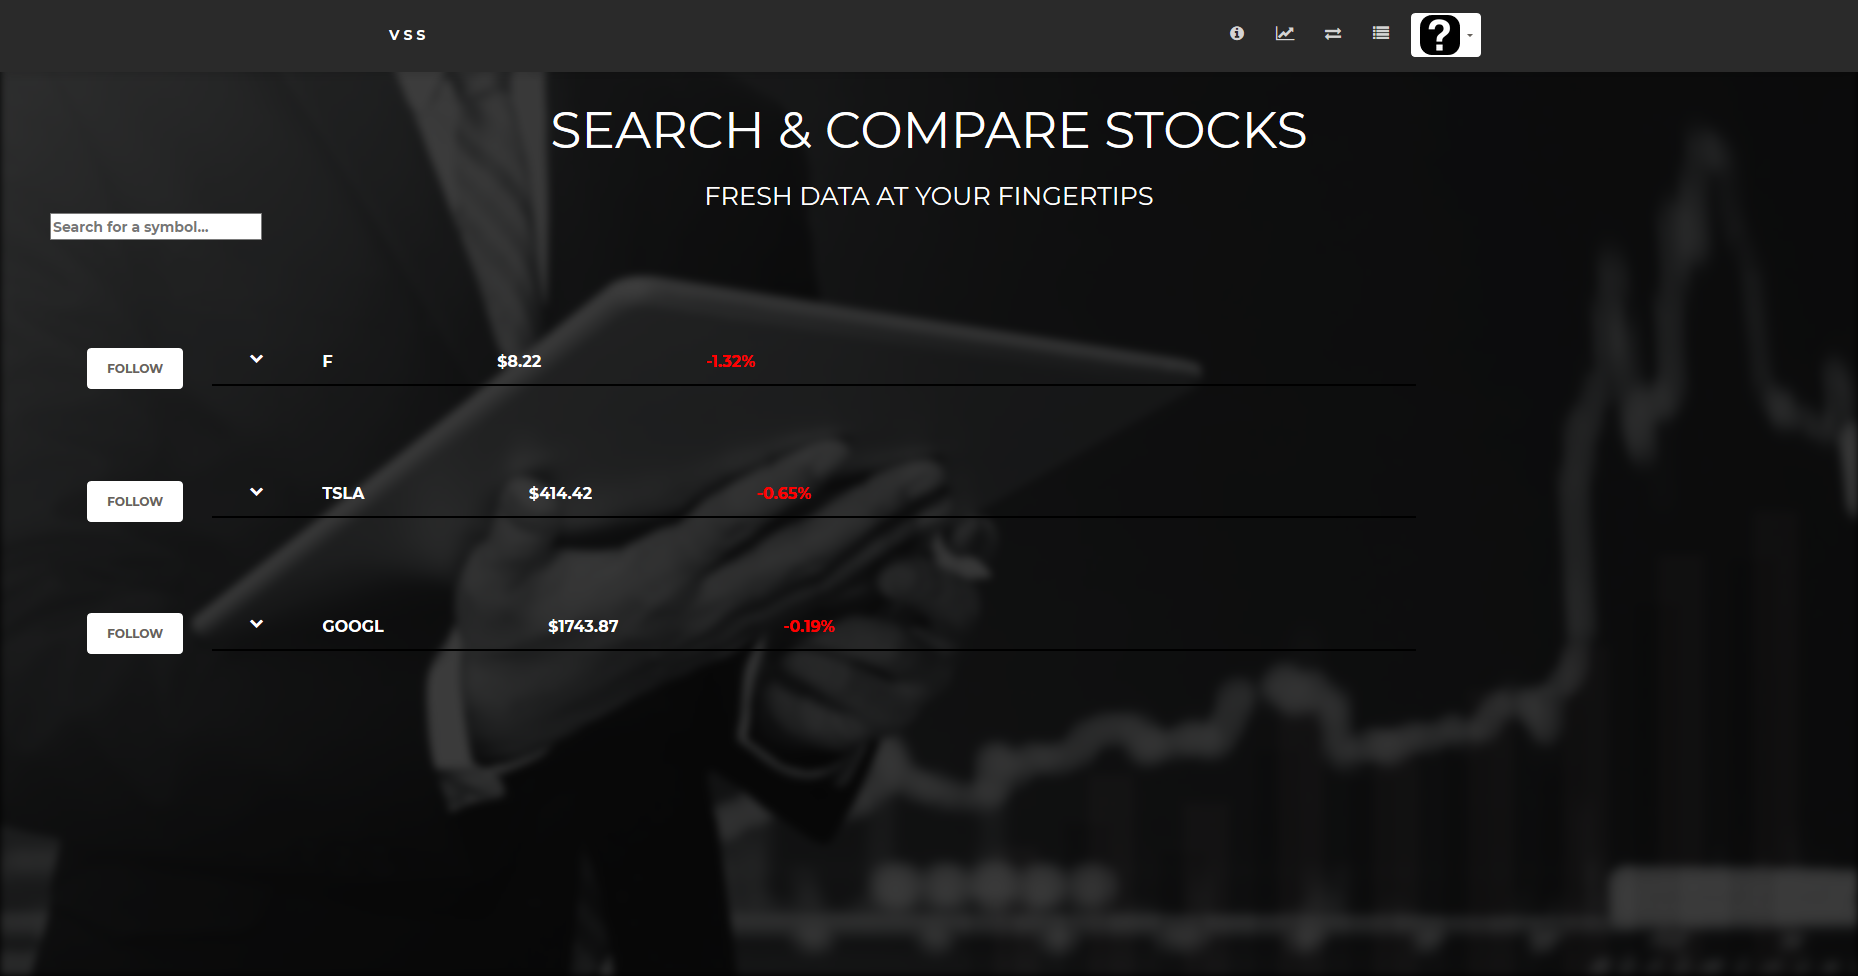 VSS
?
SEARCH & COMPARE STOCKS
FRESH DATA AT YOUR FINGERTIPS
Search for a symbol...
FOLLOW F $8.22 -1.32%
FOLLOW TSLA $414.42 -0.65%
FOLLOW GOOGL $1743.87 -0.19%